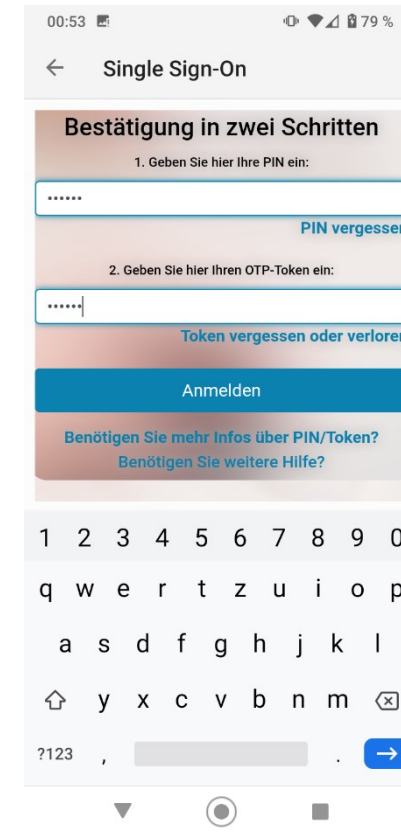 00:53 79 %
Single Sign-On
Bestätigung in zwei Schritten
1. Geben Sie hier Ihre PIN ein:
••••••
PIN vergessen
2. Geben Sie hier Ihren OTP-Token ein:
••••••
Token vergessen oder verloren
Anmelden
Benötigen Sie mehr Infos über PIN/Token?
Benötigen Sie weitere Hilfe?
1 2 3 4 5 6 7 8 9 0
q w e r t z u i o p
a s d f g h j k l
y x c v b n m
?123 , .